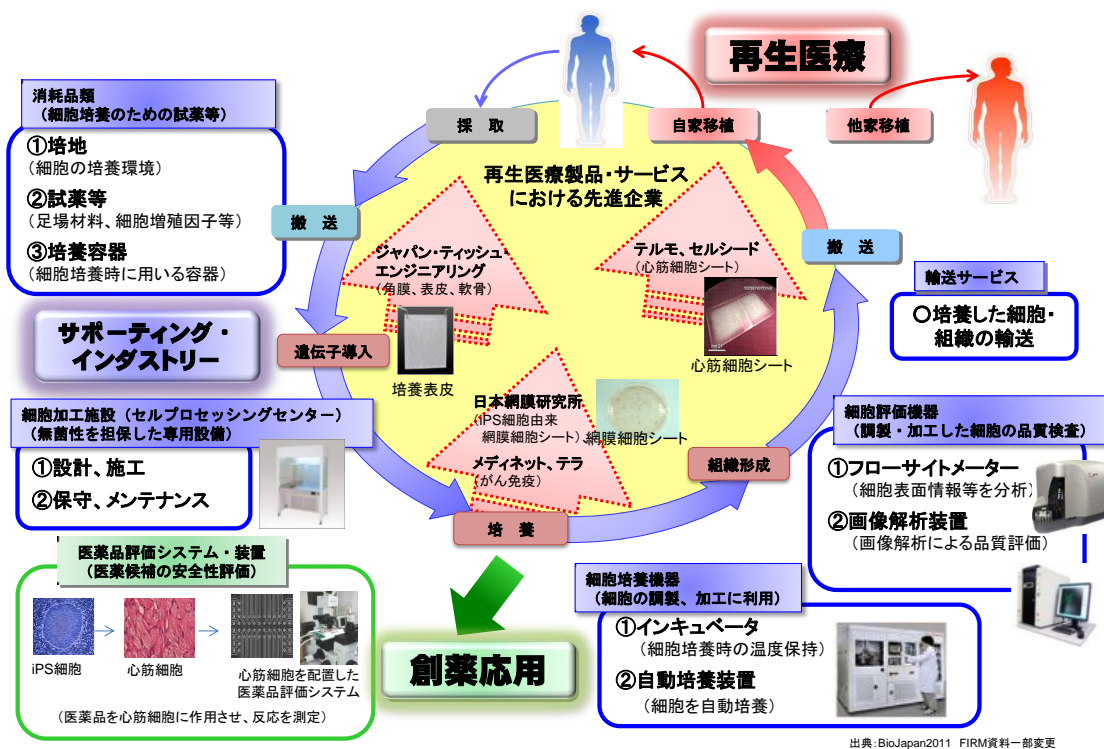 再生医療
消耗品類
(細胞培養のための試薬等)
①培地
(細胞の培養環境)
②試薬等
(足場材料、細胞増殖因子等)
③培養容器
(細胞培養時に用いる容器)
採 取
自家移植
他家移植
再生医療製品・サービス
における先進企業
搬 送
搬 送
ジャパン・ティッシュ・
エンジニアリング
(角膜、表皮、軟骨)
培養表皮
テルモ、セルシード
(心筋細胞シート)
心筋細胞シート
輸送サービス
〇培養した細胞・
組織の輸送
サポーティング・
インダストリー
遺伝子導入
日本網膜研究所
(iPS細胞由来
網膜細胞シート)
網膜細胞シート
メディネット、テラ
(がん免疫)
組織形成
培 養
細胞加工施設(セルプロセッシングセンター)
(無菌性を担保した専用設備)
①設計、施工
②保守、メンテナンス
細胞評価機器
(調製・加工した細胞の品質検査)
①フローサイトメーター
(細胞表面情報等を分析)
②画像解析装置
(画像解析による品質評価)
医薬品評価システム・装置
(医薬候補の安全性評価)
iPS細胞
心筋細胞
心筋細胞を配置した
医薬品評価システム
(医薬品を心筋細胞に作用させ、反応を測定)
創薬応用
細胞培養機器
(細胞の調製、加工に利用)
①インキュベータ
(細胞培養時の温度保持)
②自動培養装置
(細胞を自動培養)
出典:BioJapan2011 FIRM資料一部変更